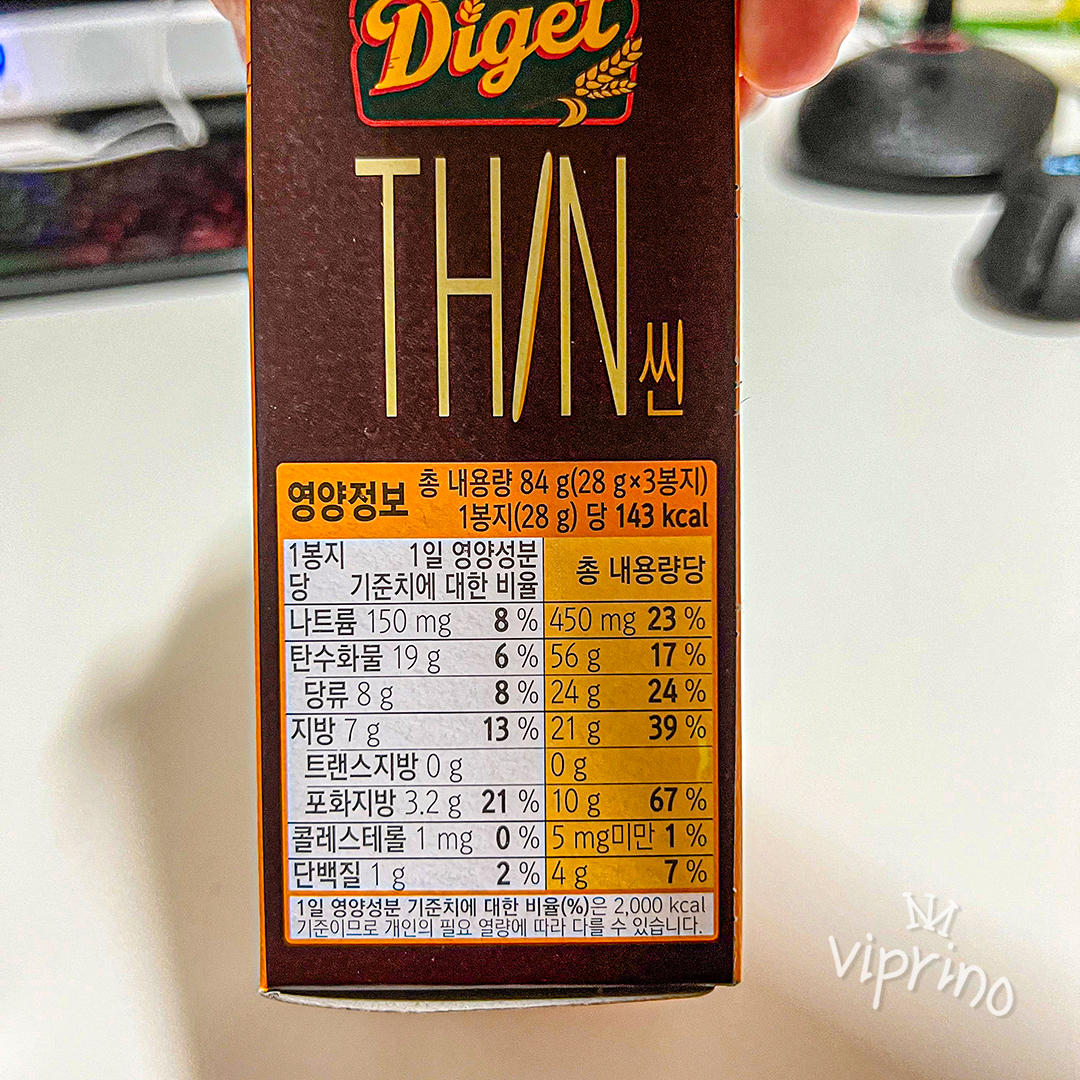 Diget
THIN 씬
영양정보 총 내용량 84 g(28 g×3봉지)
1봉지(28 g) 당 143 kcal
1봉지 1일 영양성분 총 내용량당
당 기준치에 대한 비율
나트륨 150 mg 8 % 450 mg 23 %
탄수화물 19 g 6 % 56 g 17 %
당류 8 g 8 % 24 g 24 %
지방 7 g 13 % 21 g 39 %
트랜스지방 0 g 0 g
포화지방 3.2 g 21 % 10 g 67 %
콜레스테롤 1 mg 0 % 5 mg미만 1 %
단백질 1 g 2 % 4 g 7 %
1일 영양성분 기준치에 대한 비율(%)은 2,000 kcal
기준이므로 개인의 필요 열량에 따라 다를 수 있습니다.
viprino